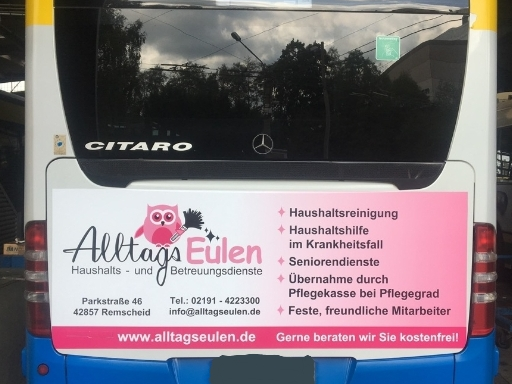 CITARO
Alltags Eulen
Haushalts - und Betreuungsdienste
Parkstraße 46
42857 Remscheid
Tel.: 02191 - 4223300
info@alltagseulen.de
Haushaltsreinigung
Haushaltshilfe
im Krankheitsfall
Seniorendienste
Übernahme durch
Pflegekasse bei Pflegegrad
Feste, freundliche Mitarbeiter
www.alltagseulen.de
Gerne beraten wir Sie kostenfrei!